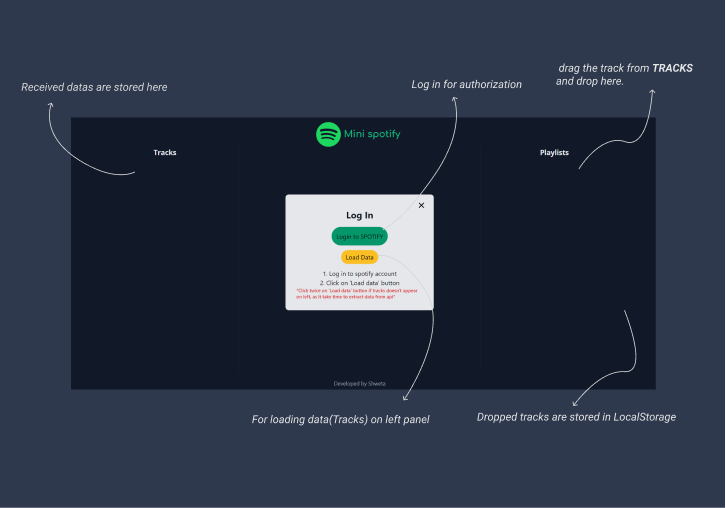 drag the track from TRACKS
and drop here.
Received datas are stored here
Log in for authorization
Mini spotify
Tracks
Playlists
Log In
Login to SPOTIFY
Load Data
1. Log in to spotify account
2. Click on 'Load data' button
*Click twice on 'Load data' button if tracks doesn't appear
on left, as it take time to extract data from api*
Developed by Shweta
For loading data(Tracks) on left panel
Dropped tracks are stored in LocalStorage